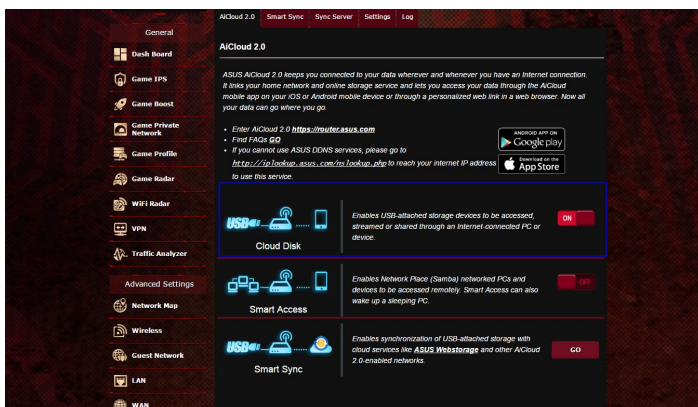 General
Dash Board
Game IPS
Game Boost
Game Private
Network
Game Profile
Game Radar
WiFi Radar
VPN
Traffic Analyzer
Advanced Settings
Network Map
Wireless
Guest Network
LAN
WAN
AiCloud 2.0 Smart Sync Sync Server Settings Log
AiCloud 2.0
ASUS AiCloud 2.0 keeps you connected to your data wherever and whenever you have an Internet connection.
It links your home network and online storage service and lets you access your data through the AiCloud
mobile app on your iOS or Android mobile device or through a personalized web link in a web browser. Now all
your data can go where you go.
• Enter AiCloud 2.0 https://router.asus.com
• Find FAQs GO
• If you cannot use ASUS DDNS services, please go to
http://iplookup.asus.com/nslookup.php to reach your internet IP address
to use this service.
ANDROID APP ON
Google play
Download on the
App Store
USB
Cloud Disk
Enables USB-attached storage devices to be accessed,
streamed or shared through an Internet-connected PC or
device.
ON
Smart Access
Enables Network Place (Samba) networked PCs and
devices to be accessed remotely. Smart Access can also
wake up a sleeping PC.
OFF
USB
Smart Sync
Enables synchronization of USB-attached storage with
cloud services like ASUS Webstorage and other AiCloud
2.0-enabled networks.
GO